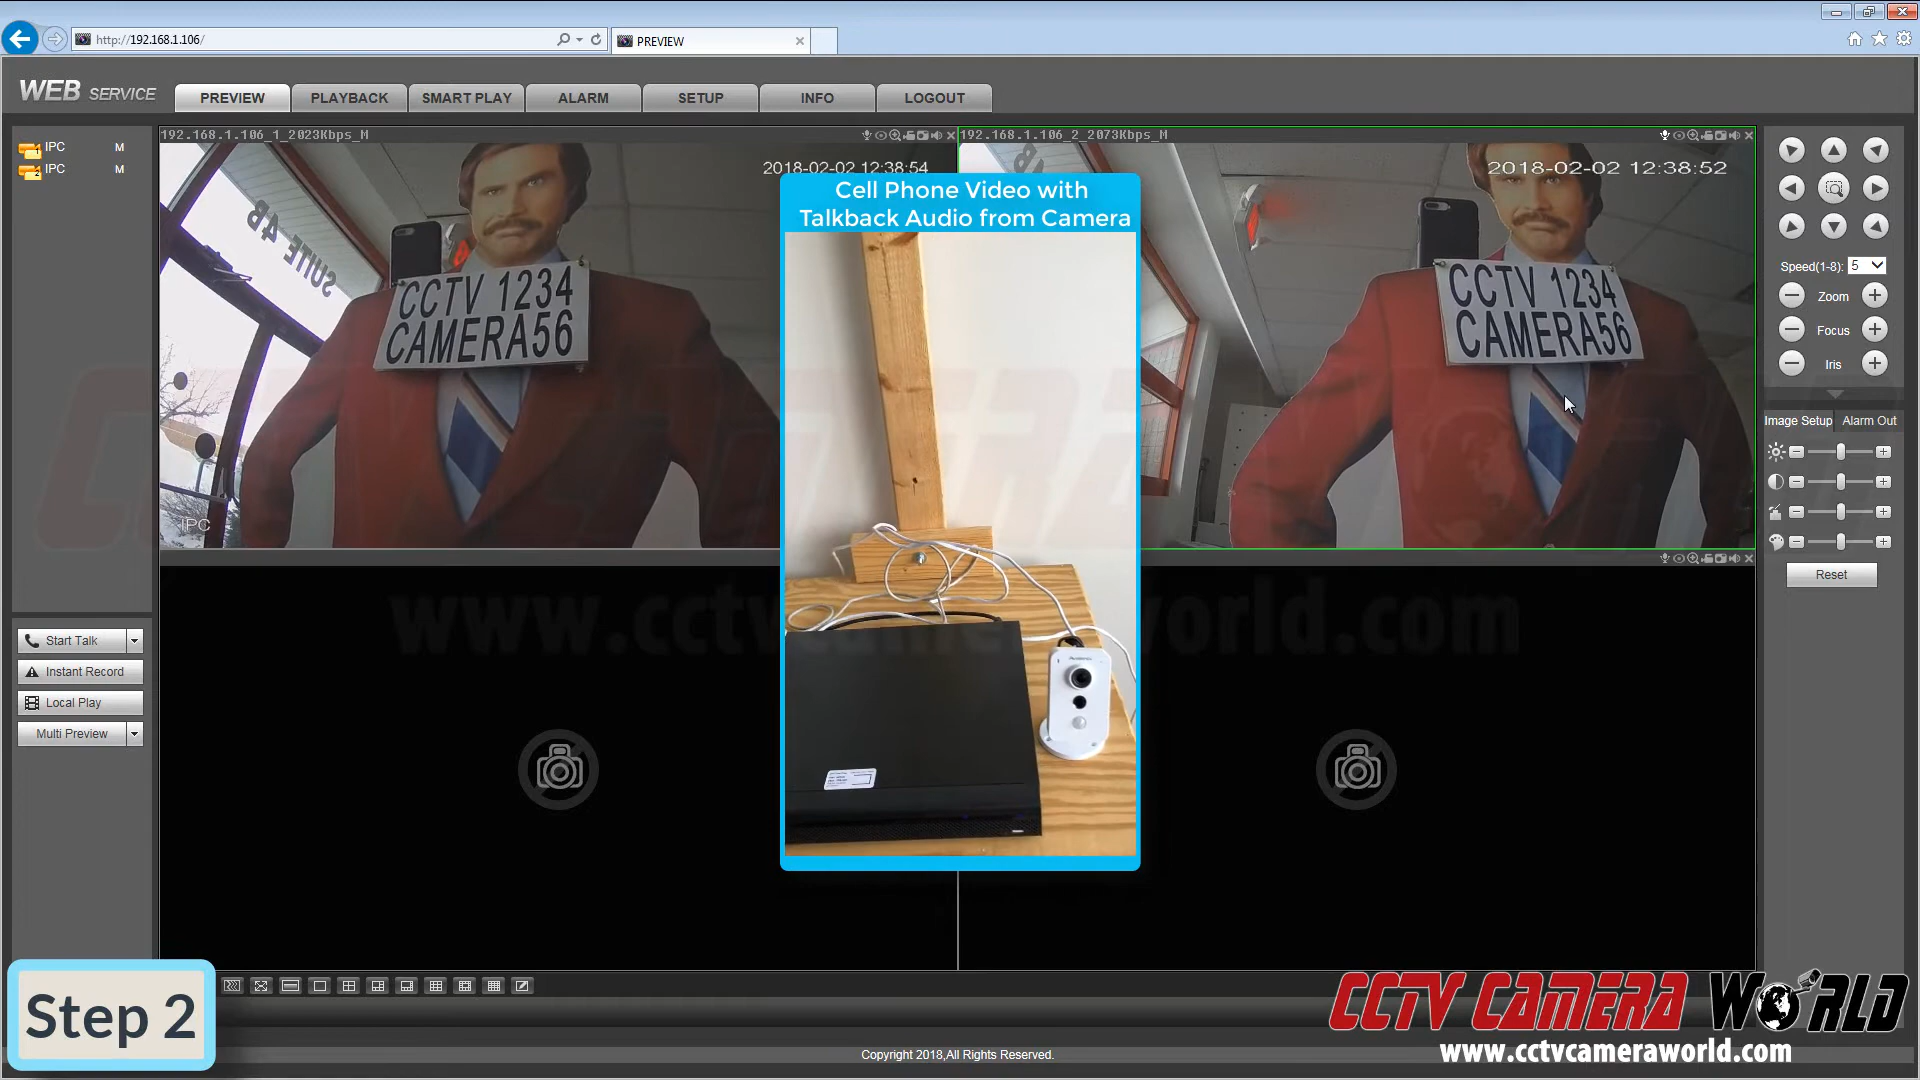 http://192.168.1.106/
PREVIEW
WEB SERVICE
PREVIEW
PLAYBACK
SMART PLAY
ALARM
SETUP
INFO
LOGOUT
IPC M
IPC M
192.168.1.106_1_2023Kbps_M
192.168.1.106_2_2073Kbps_M
2018-02-02 12:38:54
2018-02-02 12:38:52
Cell Phone Video with
Talkback Audio from Camera
SUITE 4B
CCTV 1234
CAMERA56
CCTV 1234
CAMERA56
IPC
Speed(1-8): 5
Zoom
Focus
Iris
Image Setup
Alarm Out
Reset
Start Talk
Instant Record
Local Play
Multi Preview
Step 2
CCTV CAMERA WORLD
www.cctvcameraworld.com
Copyright 2018,All Rights Reserved.